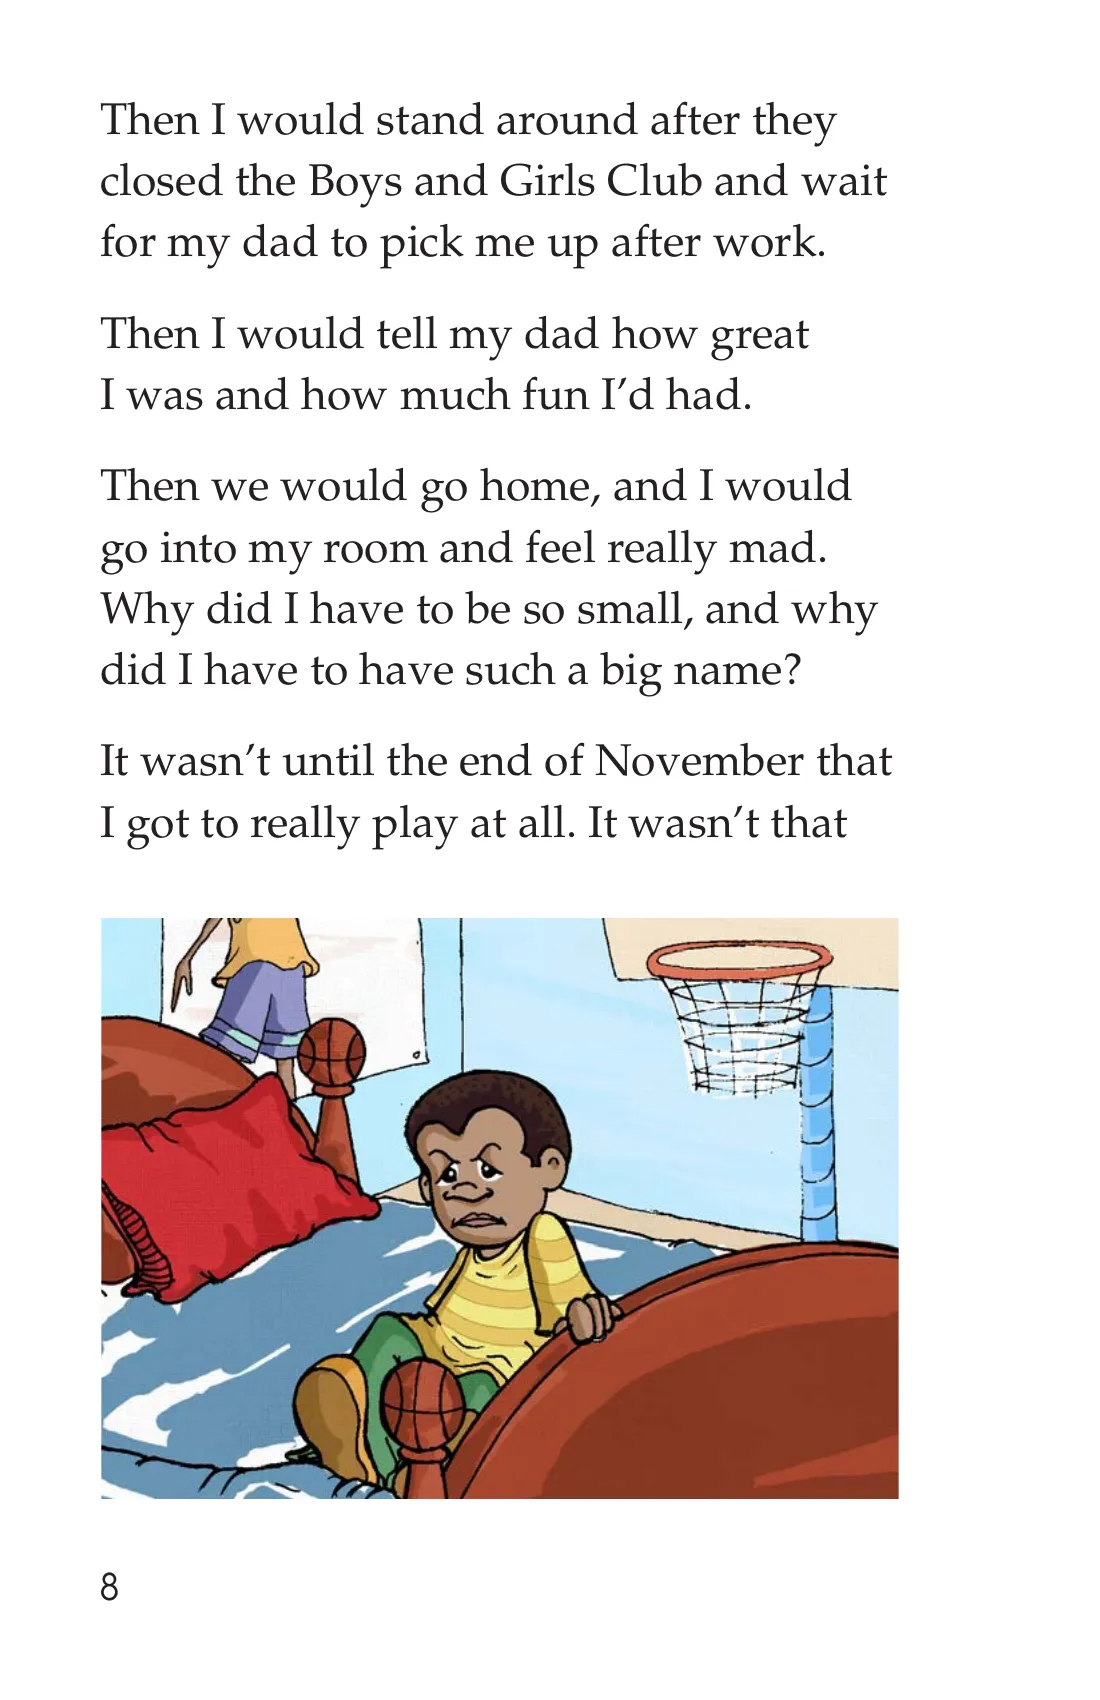 Then I would stand around after they
closed the Boys and Girls Club and wait
for my dad to pick me up after work.
Then I would tell my dad how great
I was and how much fun I’d had.
Then we would go home, and I would
go into my room and feel really mad.
Why did I have to be so small, and why
did I have to have such a big name?
It wasn’t until the end of November that
I got to really play at all. It wasn’t that
8